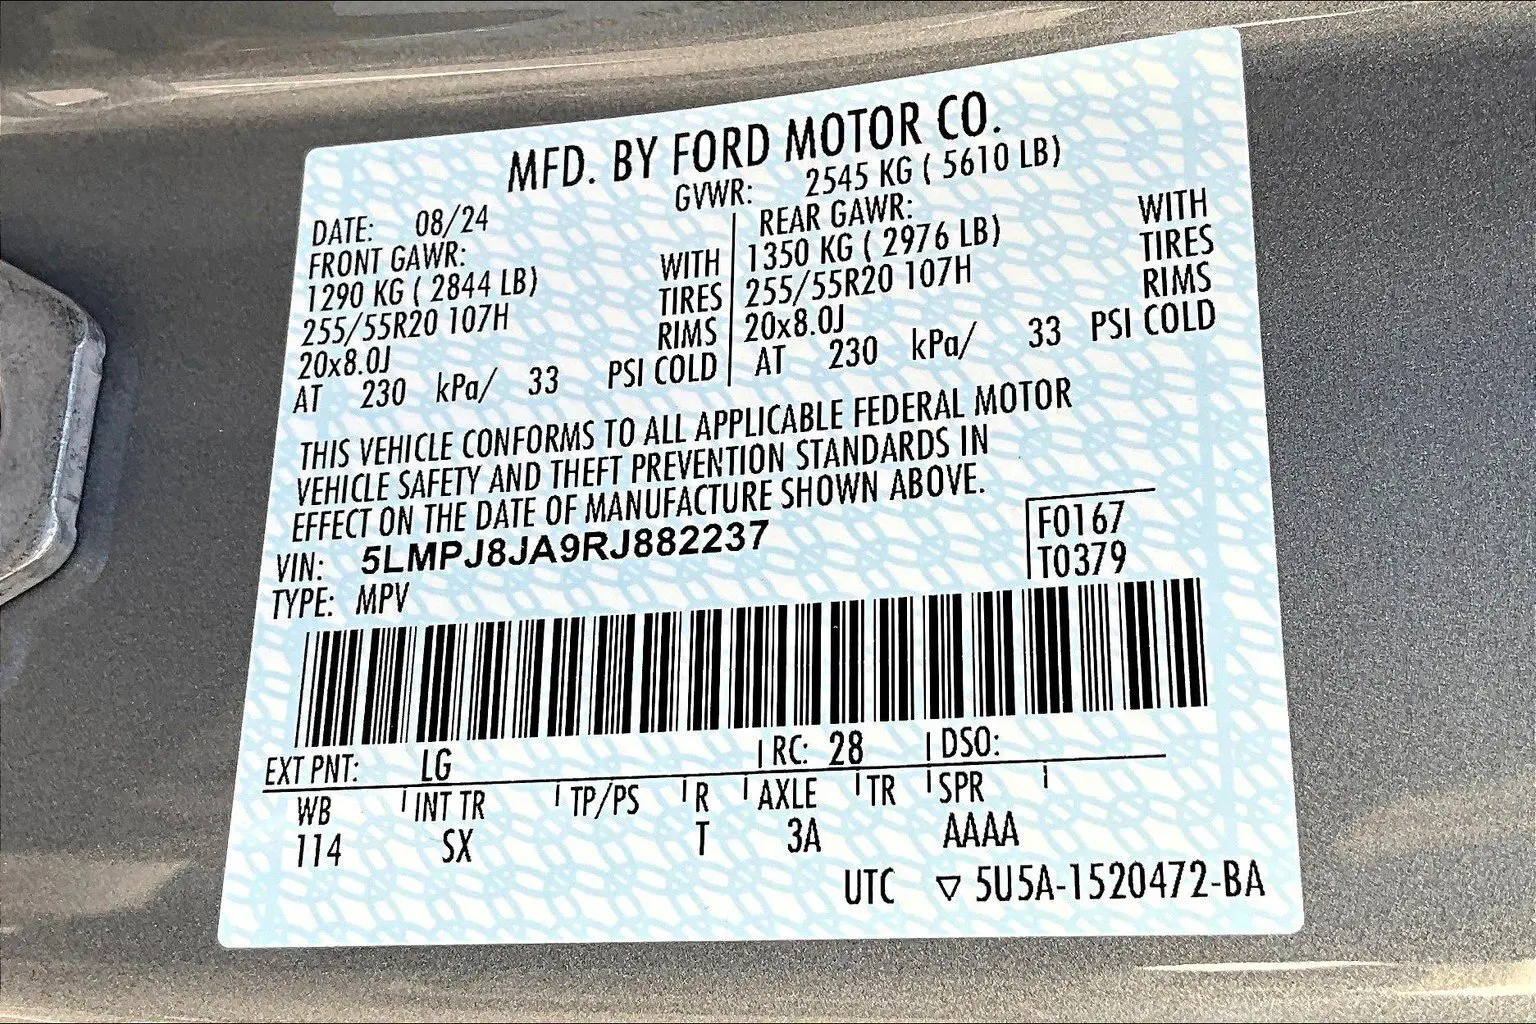 MFD. BY FORD MOTOR CO.
DATE: 08/24 GVWR: 2545 KG ( 5610 LB)
FRONT GAWR: REAR GAWR:
1290 KG ( 2844 LB) WITH 1350 KG ( 2976 LB) WITH
255/55R20 107H TIRES 255/55R20 107H TIRES
20x8.0J RIMS 20x8.0J RIMS
AT 230 kPa/ 33 PSI COLD AT 230 kPa/ 33 PSI COLD
THIS VEHICLE CONFORMS TO ALL APPLICABLE FEDERAL MOTOR
VEHICLE SAFETY AND THEFT PREVENTION STANDARDS IN
EFFECT ON THE DATE OF MANUFACTURE SHOWN ABOVE.
VIN: 5LMPJ8JA9RJ882237 F0167
TYPE: MPV T0379
EXT PNT: LG RC: 28 DSO:
WB INT TR TP/PS R AXLE TR SPR
114 SX T 3A AAAA
UTC ▽ 5U5A-1520472-BA